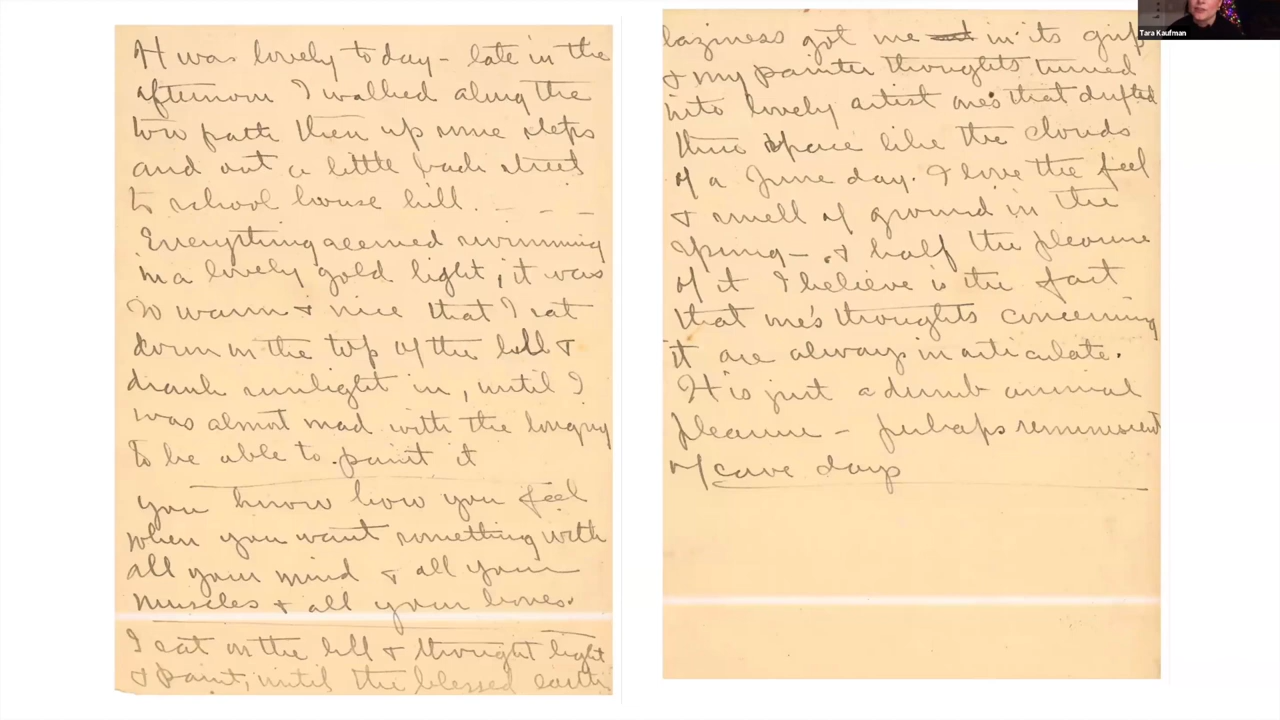 It was lovely today - late in the
afternoon I walked along the
tow path then up some steps
and out a little back street
to school house hill. - - -
Everything seemed swimming
in a lovely gold light, it was
so warm & nice that I sat
down on the top of the hill &
drank sunlight in, until I
was almost mad with the longing
to be able to paint it
you know how you feel
when you want something with
all your mind & all your
muscles & all your bones.
I sat on the hill & thought light
& paint, until the blessed earth
laziness got me in its grip
& my painter thoughts turned
into lovely artist ones that drifted
thru space like the clouds
of a June day. I love the feel
& smell of ground in the
spring - & half the pleasure
of it I believe is the fact
that one's thoughts concerning
it are always inarticulate.
It is just a dumb animal
pleasure - perhaps reminiscent
of cave days
Tara Kaufman